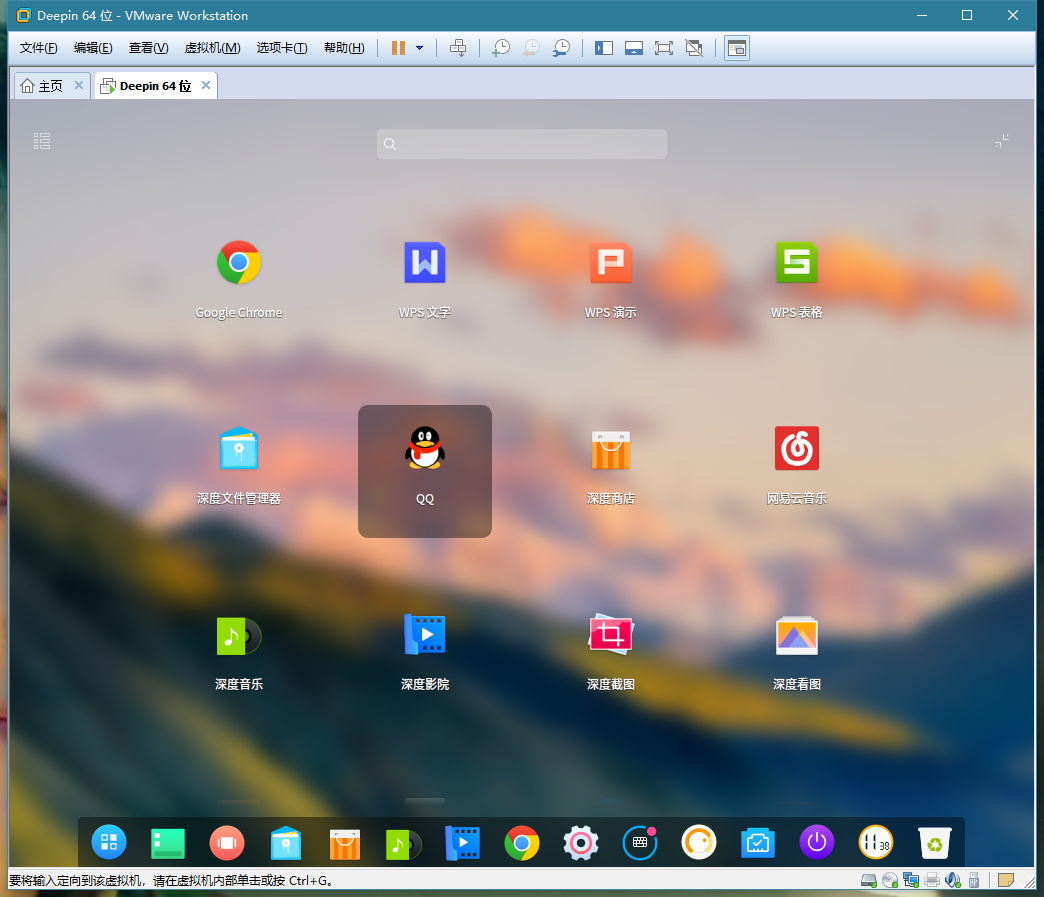 Deepin 64 位 - VMware Workstation
文件(F) 编辑(E) 查看(V) 虚拟机(M) 选项卡(T) 帮助(H)
主页 Deepin 64 位
Google Chrome WPS 文字 WPS 演示 WPS 表格
深度文件管理器 QQ 深度商店 网易云音乐
深度音乐 深度影院 深度截图 深度看图
11 38
要将输入定向到该虚拟机，请在虚拟机内部单击或按 Ctrl+G。